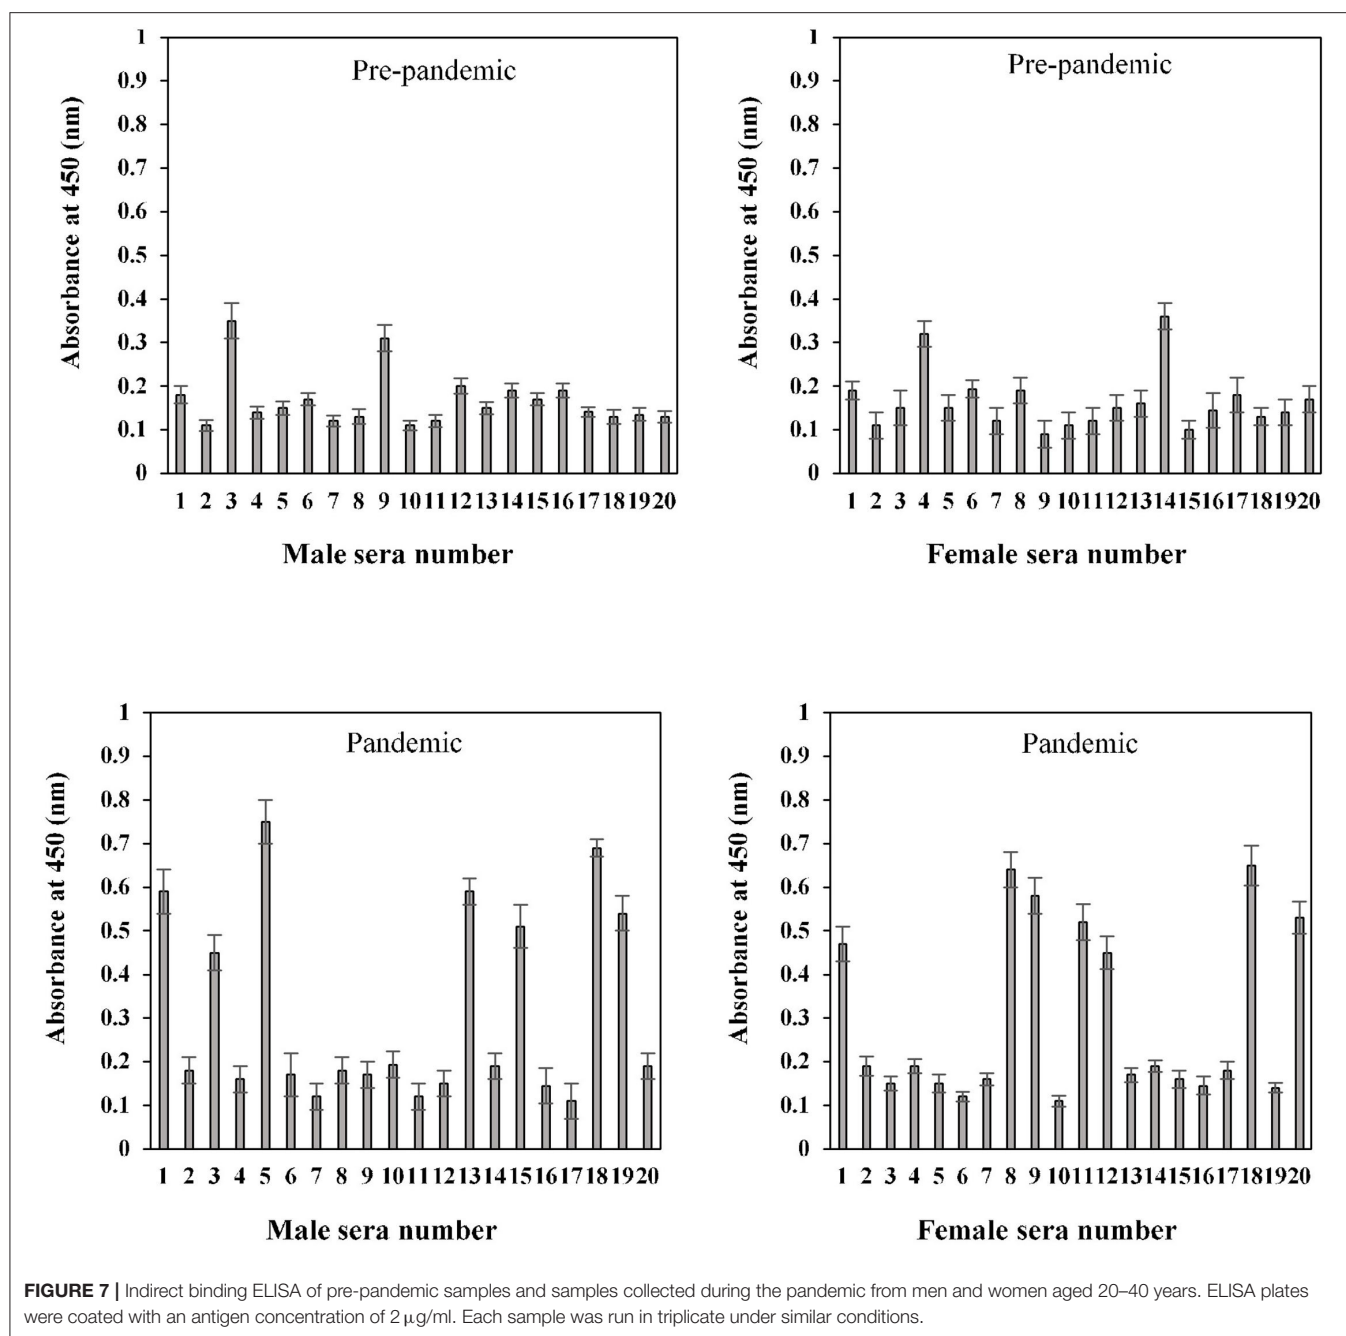 Pre-pandemic
Absorbance at 450 (nm)
1
0.9
0.8
0.7
0.6
0.5
0.4
0.3
0.2
0.1
0
1 2 3 4 5 6 7 8 9 10 11 12 13 14 15 16 17 18 19 20
Male sera number
Pre-pandemic
Absorbance at 450 (nm)
1
0.9
0.8
0.7
0.6
0.5
0.4
0.3
0.2
0.1
0
1 2 3 4 5 6 7 8 9 10 11 12 13 14 15 16 17 18 19 20
Female sera number
Pandemic
Absorbance at 450 (nm)
1
0.9
0.8
0.7
0.6
0.5
0.4
0.3
0.2
0.1
0
1 2 3 4 5 6 7 8 9 10 11 12 13 14 15 16 17 18 19 20
Male sera number
Pandemic
Absorbance at 450 (nm)
1
0.9
0.8
0.7
0.6
0.5
0.4
0.3
0.2
0.1
0
1 2 3 4 5 6 7 8 9 10 11 12 13 14 15 16 17 18 19 20
Female sera number
FIGURE 7 | Indirect binding ELISA of pre-pandemic samples and samples collected during the pandemic from men and women aged 20–40 years. ELISA plates
were coated with an antigen concentration of 2 μg/ml. Each sample was run in triplicate under similar conditions.